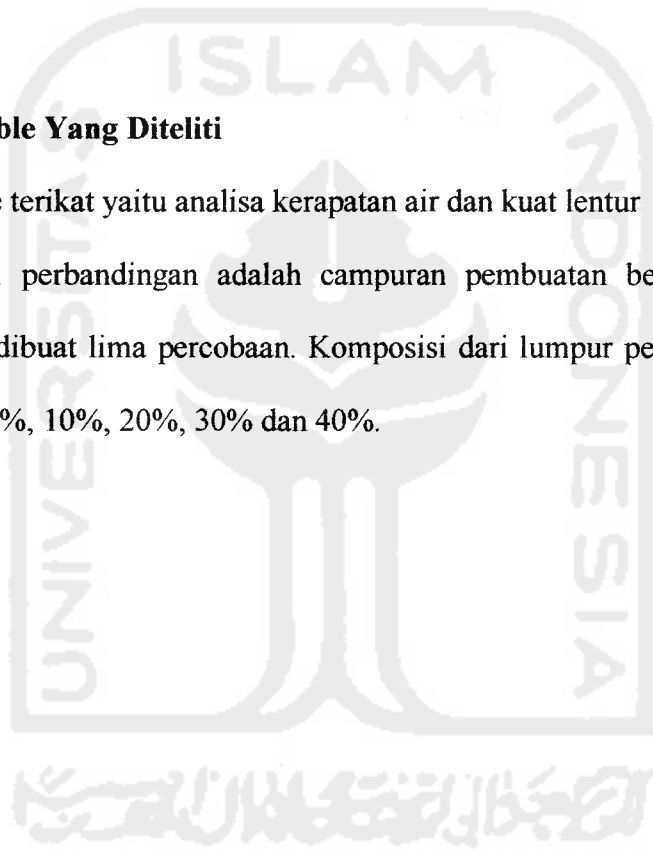 ISLAM
UNIVERSITAS
INDONESIA
ble Yang Diteliti
e terikat yaitu analisa kerapatan air dan kuat lentur
perbandingan adalah campuran pembuatan be
dibuat lima percobaan. Komposisi dari lumpur pe
%, 10%, 20%, 30% dan 40%.